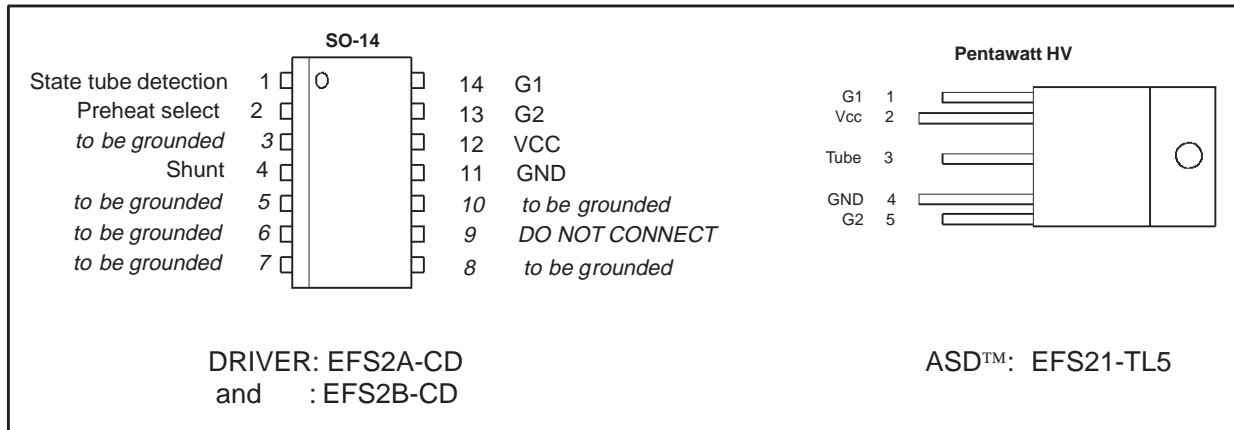 SO-14
State tube detection 1 14 G1
Preheat select 2 13 G2
to be grounded 3 12 VCC
Shunt 4 11 GND
to be grounded 5 10 to be grounded
to be grounded 6 9 DO NOT CONNECT
to be grounded 7 8 to be grounded
DRIVER: EFS2A-CD
and : EFS2B-CD
Pentawatt HV
G1 1
Vcc 2
Tube 3
GND 4
G2 5
ASD™: EFS21-TL5